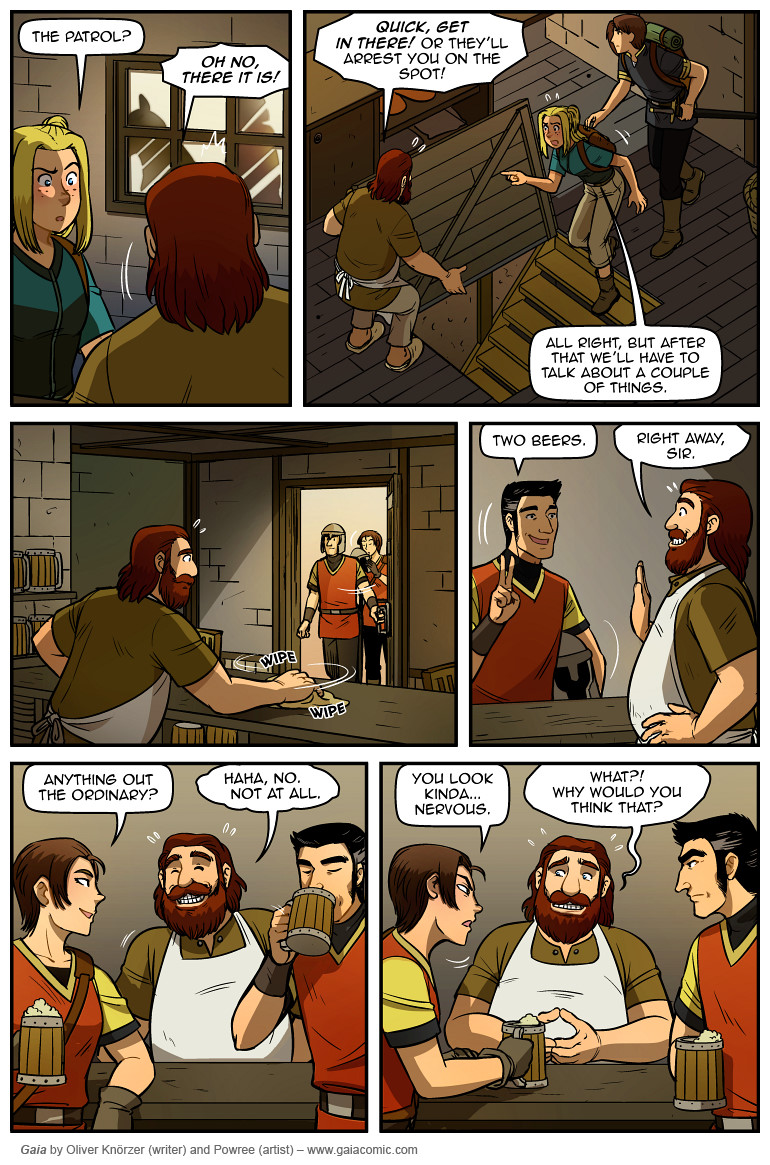 THE PATROL?
OH NO,
THERE IT IS!
QUICK, GET
IN THERE! OR THEY'LL
ARREST YOU ON THE
SPOT!
ALL RIGHT, BUT AFTER
THAT WE'LL HAVE TO
TALK ABOUT A COUPLE
OF THINGS.
WIPE
WIPE
TWO BEERS.
RIGHT AWAY,
SIR.
ANYTHING OUT
THE ORDINARY?
HAHA, NO.
NOT AT ALL.
YOU LOOK
KINDA...
NERVOUS.
WHAT?!
WHY WOULD YOU
THINK THAT?
Gaia by Oliver Knörzer (writer) and Powree (artist) – www.gaiacomic.com